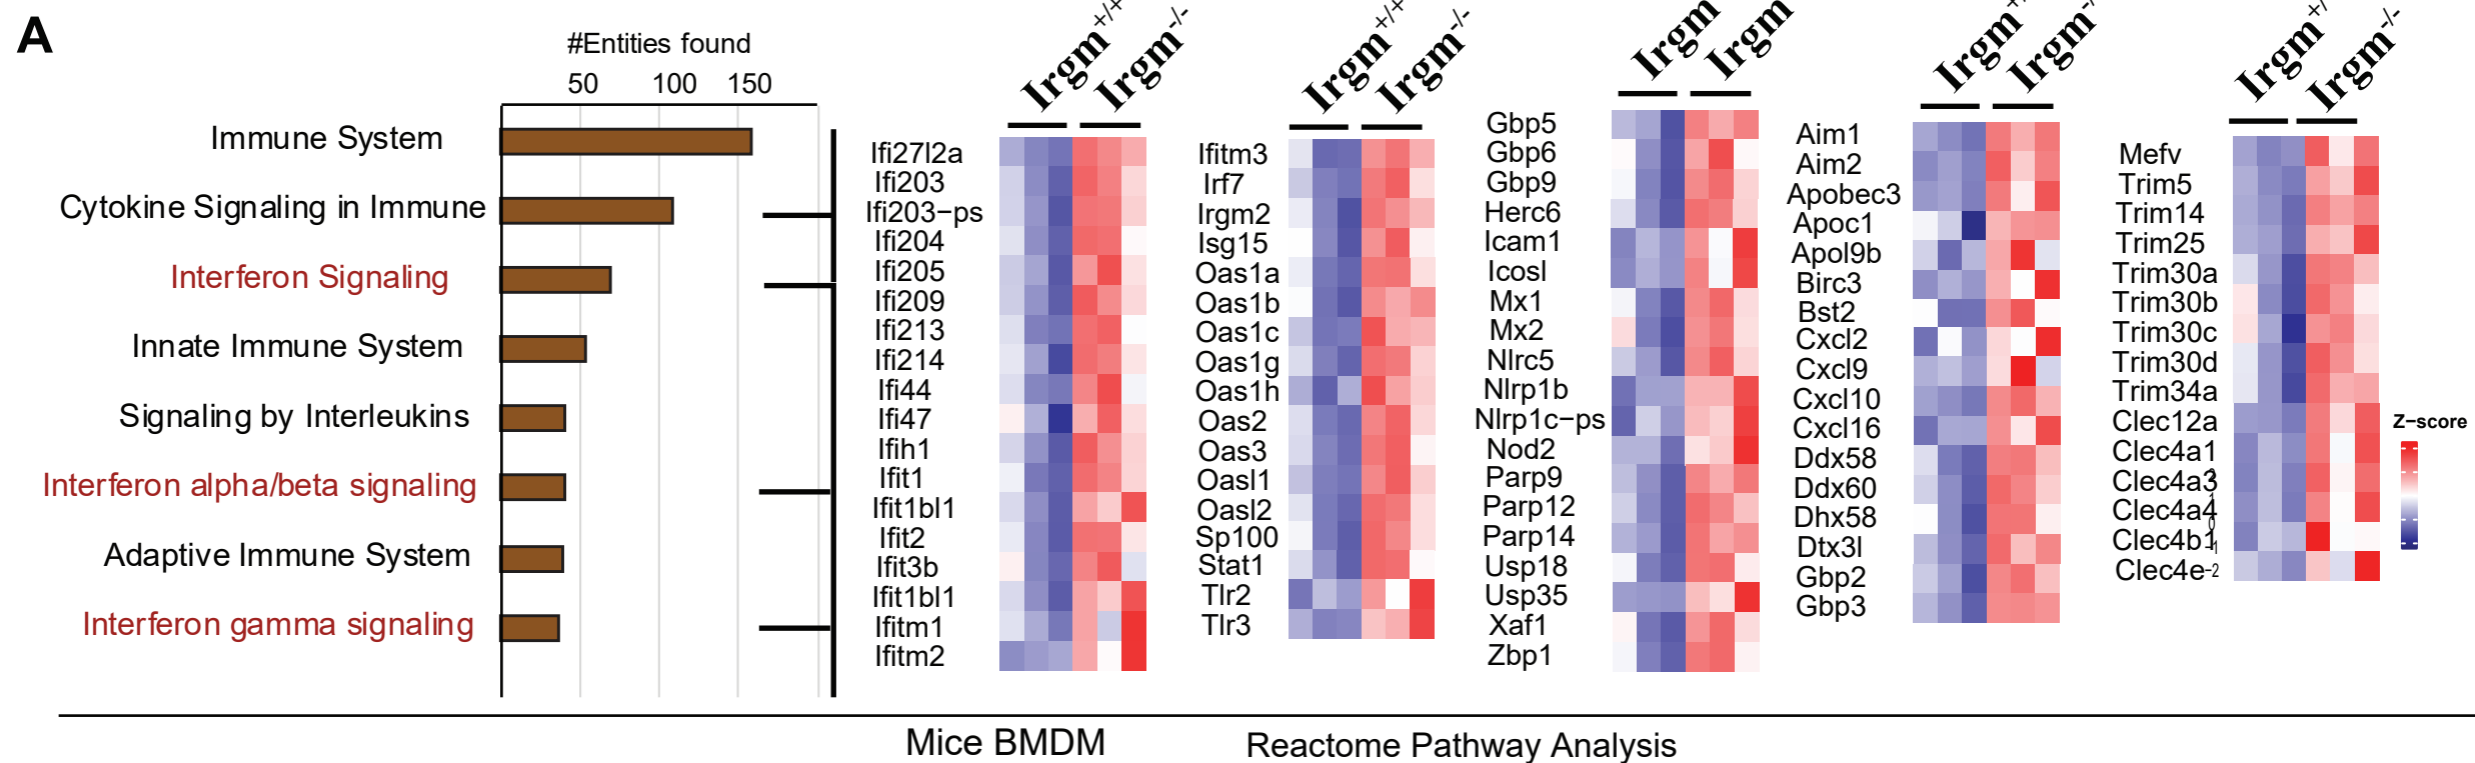 A
#Entities found
50 100 150
Immune System
Cytokine Signaling in Immune
Interferon Signaling
Innate Immune System
Signaling by Interleukins
Interferon alpha/beta signaling
Adaptive Immune System
Interferon gamma signaling
Irgm+/+
Irgm-/-
Ifi27l2a
Ifi203
Ifi203−ps
Ifi204
Ifi205
Ifi209
Ifi213
Ifi214
Ifi44
Ifi47
Ifih1
Ifit1
Ifit1bl1
Ifit2
Ifit3b
Ifit1bl1
Ifitm1
Ifitm2
Irgm+/+
Irgm-/-
Ifitm3
Irf7
Irgm2
Isg15
Oas1a
Oas1b
Oas1c
Oas1g
Oas1h
Oas2
Oas3
Oasl1
Oasl2
Sp100
Stat1
Tlr2
Tlr3
Irgm
Irgm
Gbp5
Gbp6
Gbp9
Herc6
Icam1
Icosl
Mx1
Mx2
Nlrc5
Nlrp1b
Nlrp1c−ps
Nod2
Parp9
Parp12
Parp14
Usp18
Usp35
Xaf1
Zbp1
Irgm+/
Irgm-/
Aim1
Aim2
Apobec3
Apoc1
Apol9b
Birc3
Bst2
Cxcl2
Cxcl9
Cxcl10
Cxcl16
Ddx58
Ddx60
Dhx58
Dtx3l
Gbp2
Gbp3
Irgm+/
Irgm-/-
Mefv
Trim5
Trim14
Trim25
Trim30a
Trim30b
Trim30c
Trim30d
Trim34a
Clec12a
Clec4a1
Clec4a3
Clec4a4
Clec4b1
Clec4e
Z−score
2
1
0
-1
−2
Mice BMDM
Reactome Pathway Analysis